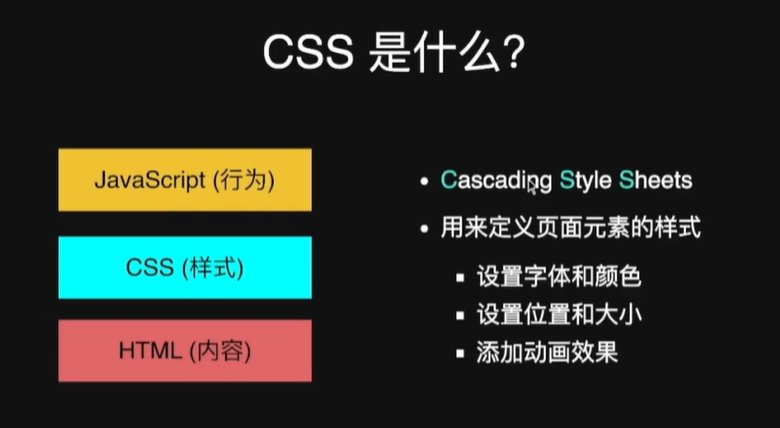 CSS 是什么?
JavaScript (行为)
CSS (样式)
HTML (内容)
• Cascading Style Sheets
• 用来定义页面元素的样式
▪ 设置字体和颜色
▪ 设置位置和大小
▪ 添加动画效果